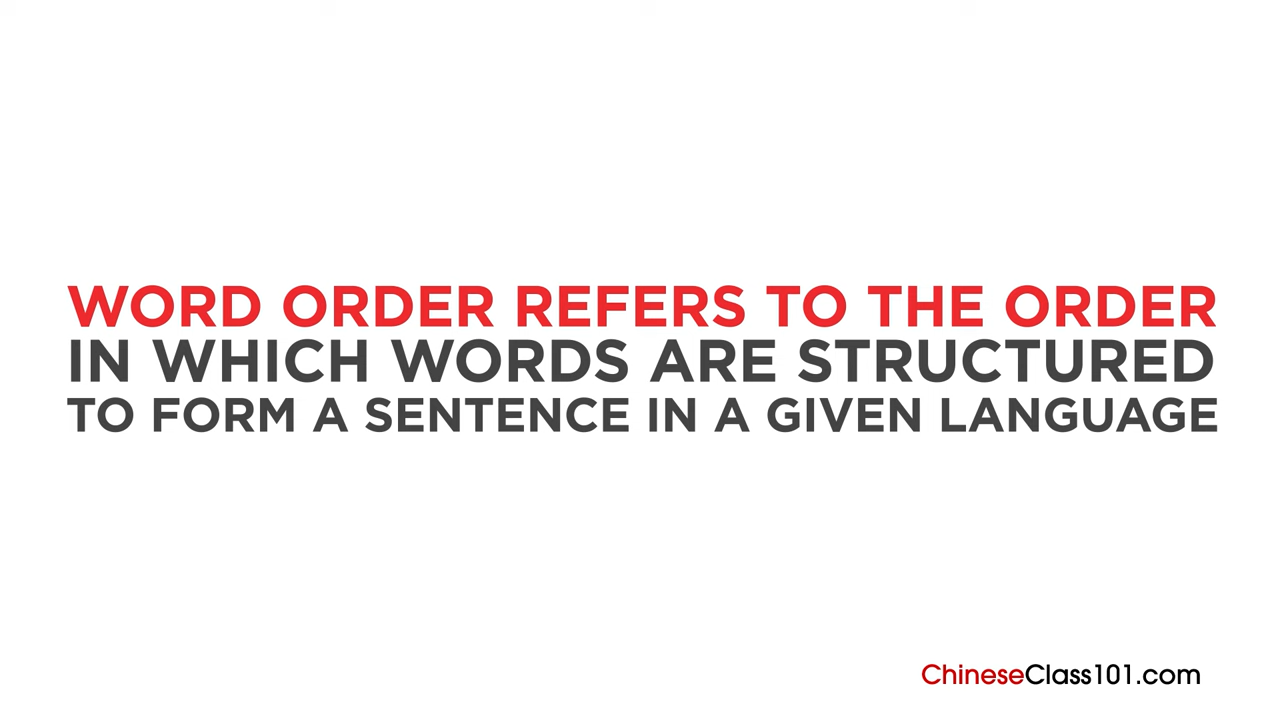 WORD ORDER REFERS TO THE ORDER
IN WHICH WORDS ARE STRUCTURED
TO FORM A SENTENCE IN A GIVEN LANGUAGE
ChineseClass101.com